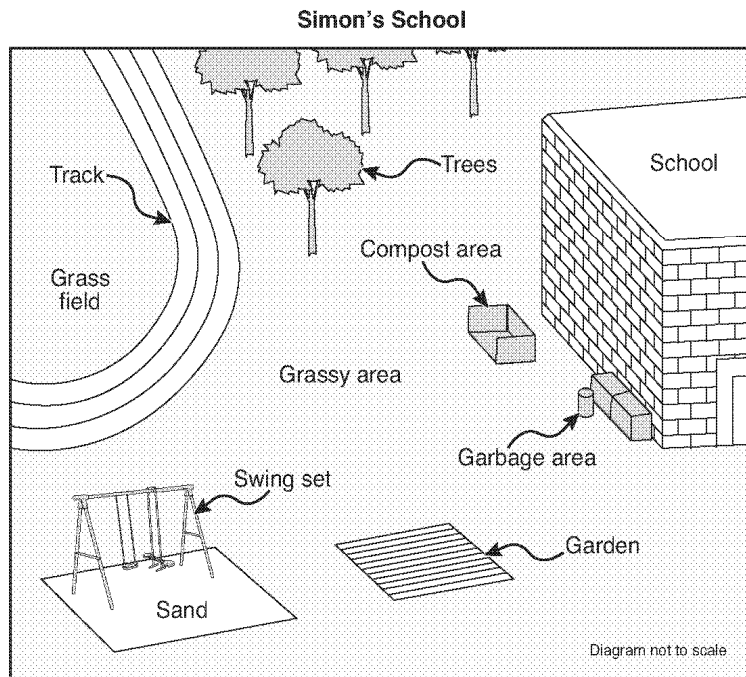 Simon's School
Trees
School
Track
Compost area
Grass
field
Grassy area
Garbage area
Swing set
Garden
Sand
Diagram not to scale